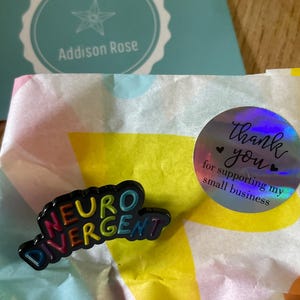 Addison Rose
thank
you
for supporting my
small business
NEURO
DIVERGENT